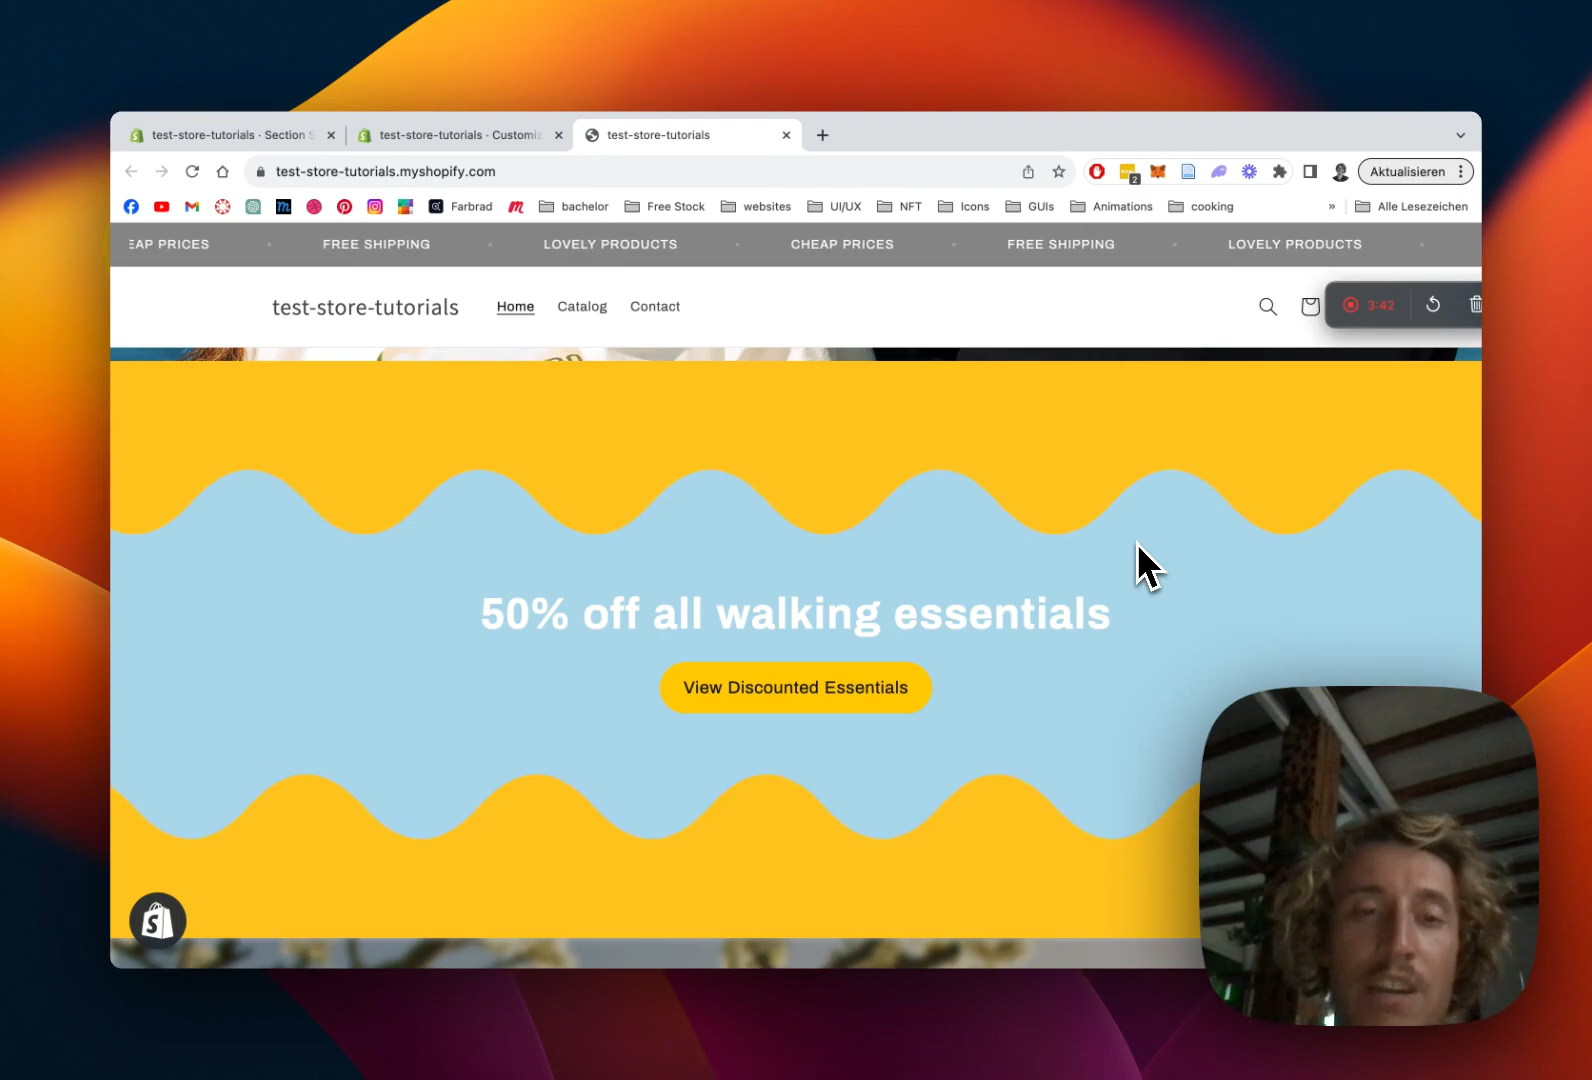 test-store-tutorials · Section S
test-store-tutorials · Customiz
test-store-tutorials
test-store-tutorials.myshopify.com
2
Aktualisieren
Farbrad
bachelor
Free Stock
websites
UI/UX
NFT
Icons
GUIs
Animations
cooking
»
Alle Lesezeichen
EAP PRICES · FREE SHIPPING · LOVELY PRODUCTS · CHEAP PRICES · FREE SHIPPING · LOVELY PRODUCTS ·
test-store-tutorials
Home
Catalog
Contact
3:42
50% off all walking essentials
View Discounted Essentials